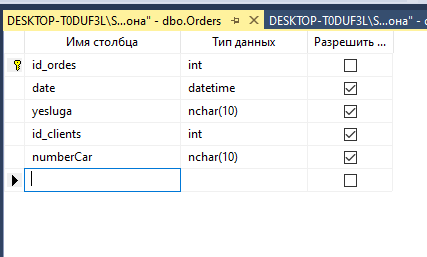 DESKTOP-T0DUF3L\S...она" - dbo.Orders
DESKTOP-T0DUF3L\S...она"
Имя столбца Тип данных Разрешить ...
id_ordes int
date datetime
yesluga nchar(10)
id_clients int
numberCar nchar(10)